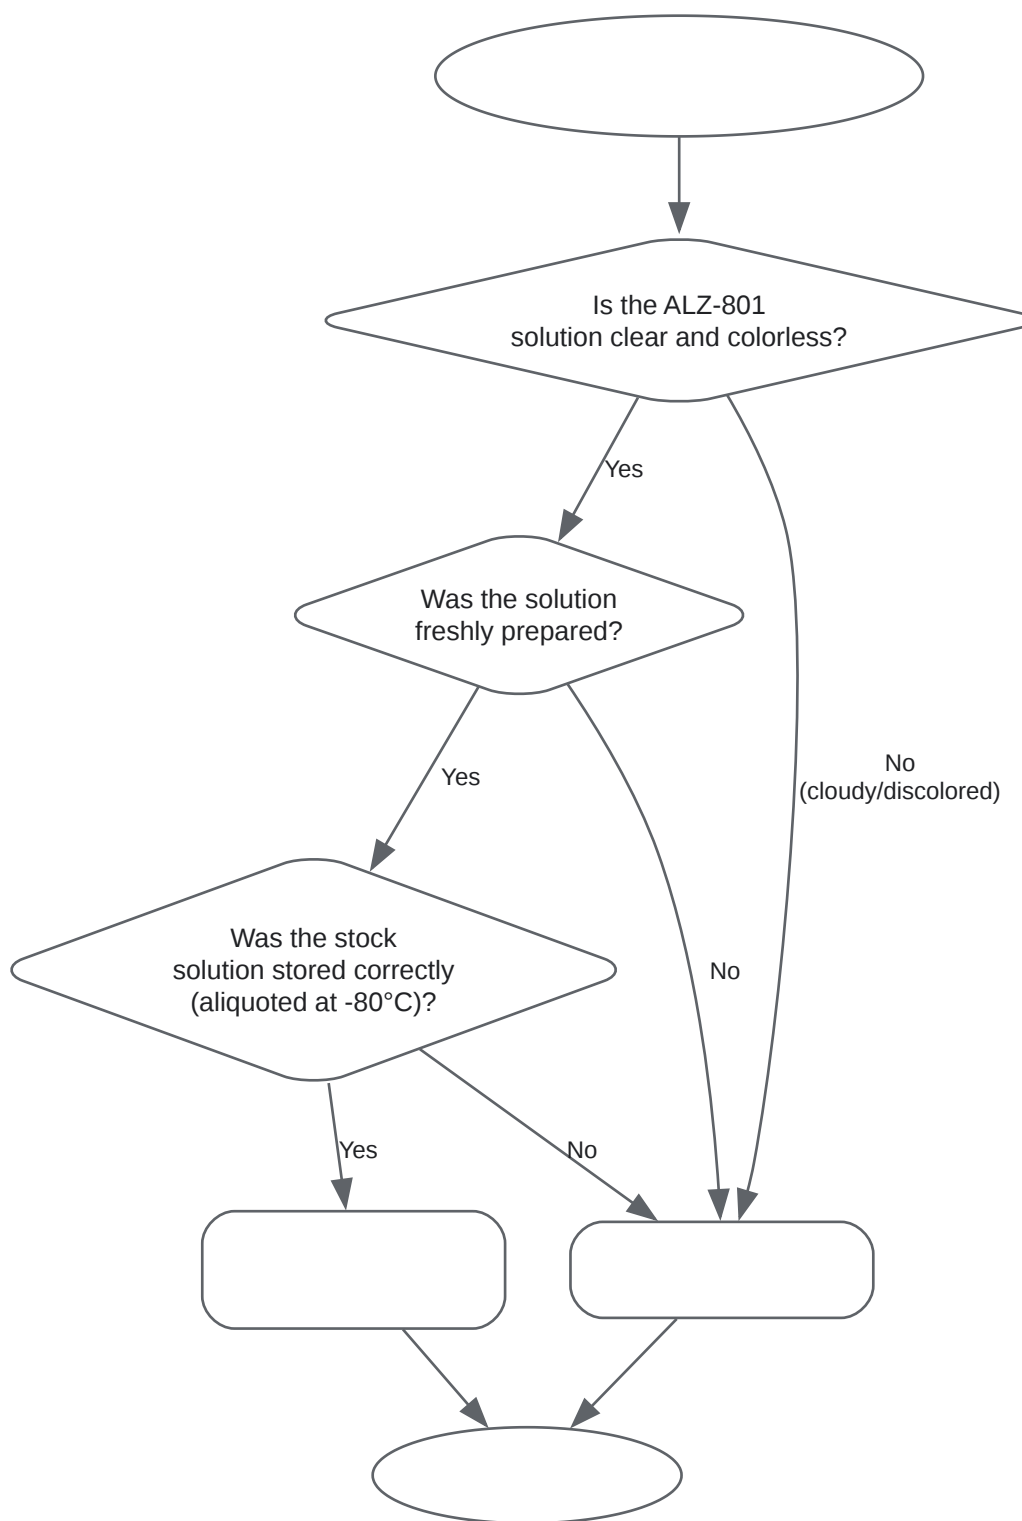 Is the ALZ-801
solution clear and colorless?
Yes
Was the solution
freshly prepared?
Yes
No
(cloudy/discolored)
Was the stock
solution stored correctly
(aliquoted at -80°C)?
No
Yes
No